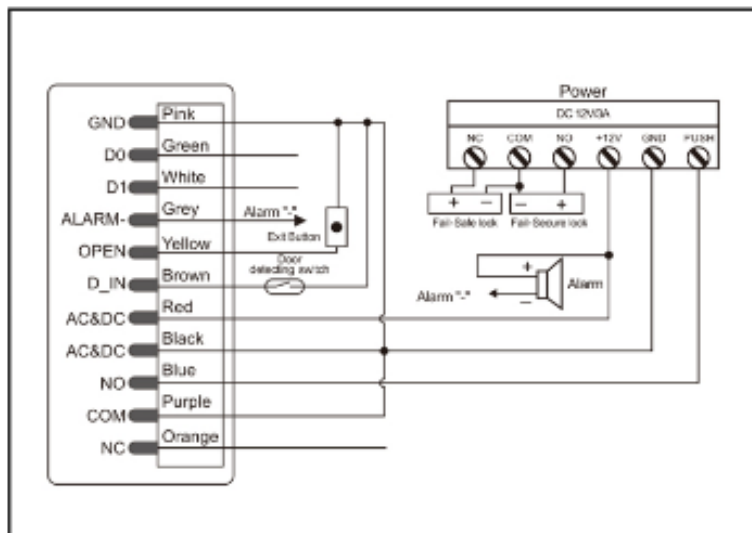 Power
DC 12V/3A
NC COM NO +12V GND PUSH
+ − − +
Fail-Safe lock Fail-Secure lock
GND Pink
D0 Green
D1 White
ALARM- Grey Alarm "-"
Exit Button
OPEN Yellow
Door
detecting switch
D_IN Brown
AC&DC Red
AC&DC Black
NO Blue
COM Purple
NC Orange
+
Alarm
Alarm "-"
−